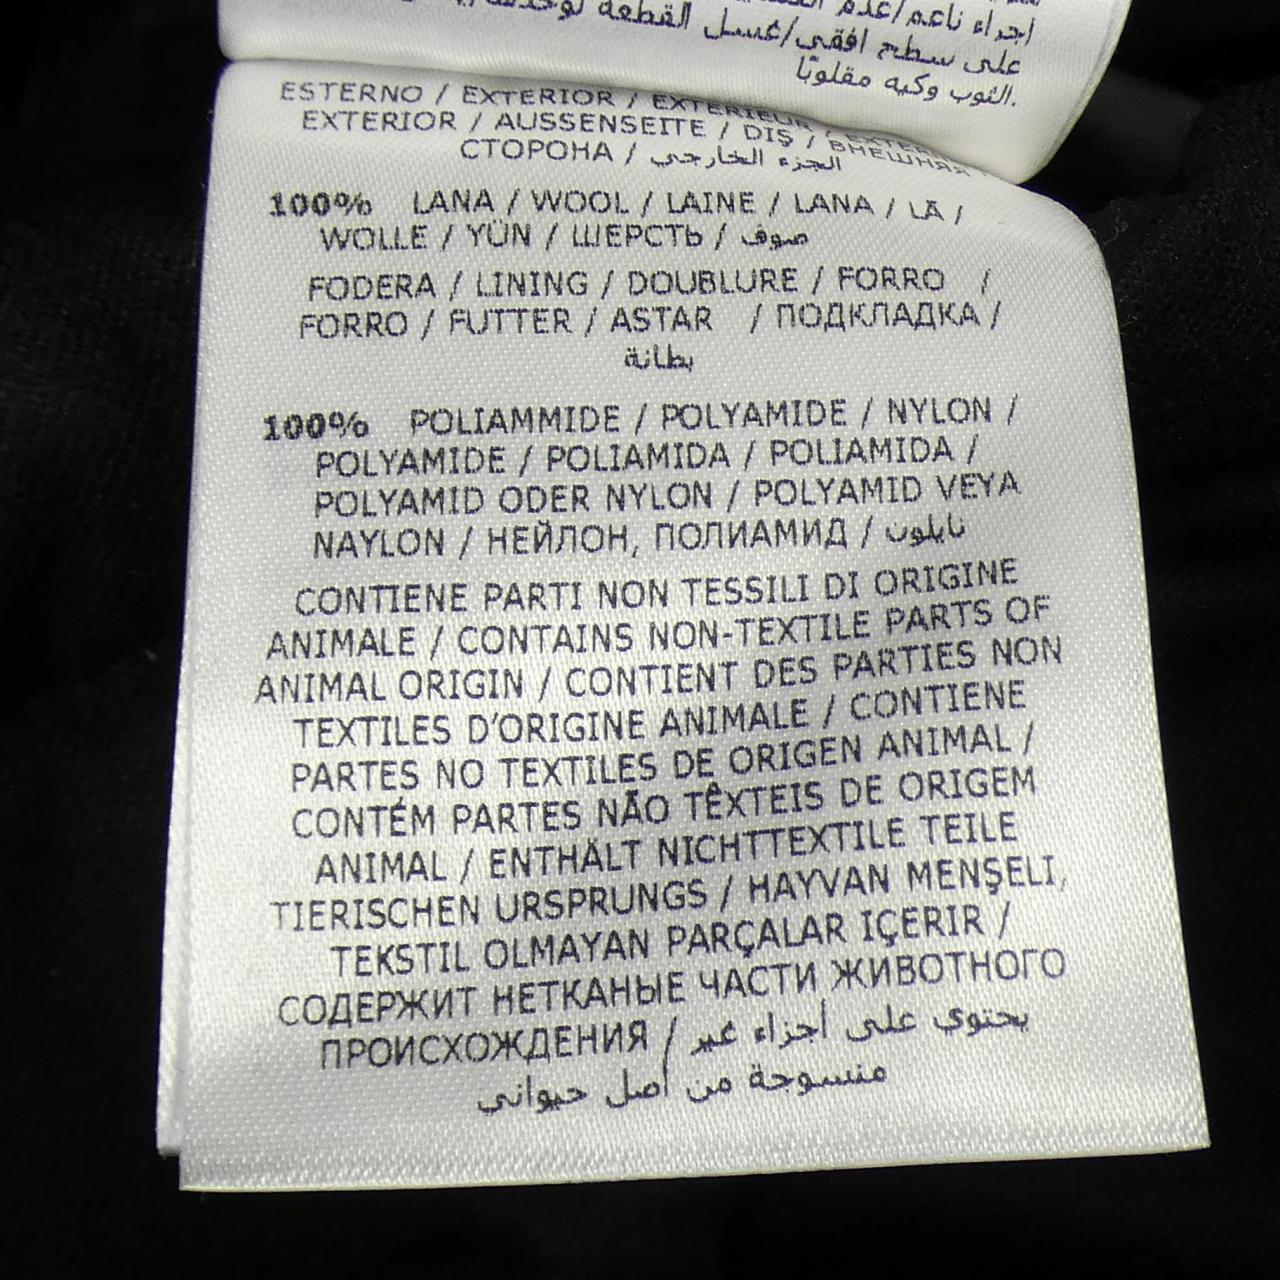 اجراء ناعم/عدم
على سطح افقي/غسل القطعة
الثوب وكيه مقلوبًا.
ESTERNO / EXTERIOR / EXTÉRIEUR /
EXTERIOR / AUSSENSEITE / DIŞ / ВНЕШНЯЯ
СТОРОНА / الجزء الخارجي
100% LANA / WOOL / LAINE / LANA / LÃ /
WOLLE / YÜN / ШЕРСТЬ / صوف
FODERA / LINING / DOUBLURE / FORRO /
FORRO / FUTTER / ASTAR / ПОДКЛАДКА /
بطانة
100% POLIAMMIDE / POLYAMIDE / NYLON /
POLYAMIDE / POLIAMIDA / POLIAMIDA /
POLYAMID ODER NYLON / POLYAMID VEYA
NAYLON / НЕЙЛОН, ПОЛИАМИД / نايلون
CONTIENE PARTI NON TESSILI DI ORIGINE
ANIMALE / CONTAINS NON-TEXTILE PARTS OF
ANIMAL ORIGIN / CONTIENT DES PARTIES NON
TEXTILES D'ORIGINE ANIMALE / CONTIENE
PARTES NO TEXTILES DE ORIGEN ANIMAL /
CONTÉM PARTES NÃO TÊXTEIS DE ORIGEM
ANIMAL / ENTHÄLT NICHTTEXTILE TEILE
TIERISCHEN URSPRUNGS / HAYVAN MENŞELI,
TEKSTIL OLMAYAN PARÇALAR IÇERIR /
СОДЕРЖИТ НЕТКАНЫЕ ЧАСТИ ЖИВОТНОГО
ПРОИСХОЖДЕНИЯ / يحتوي على أجزاء غير
منسوجة من أصل حيواني